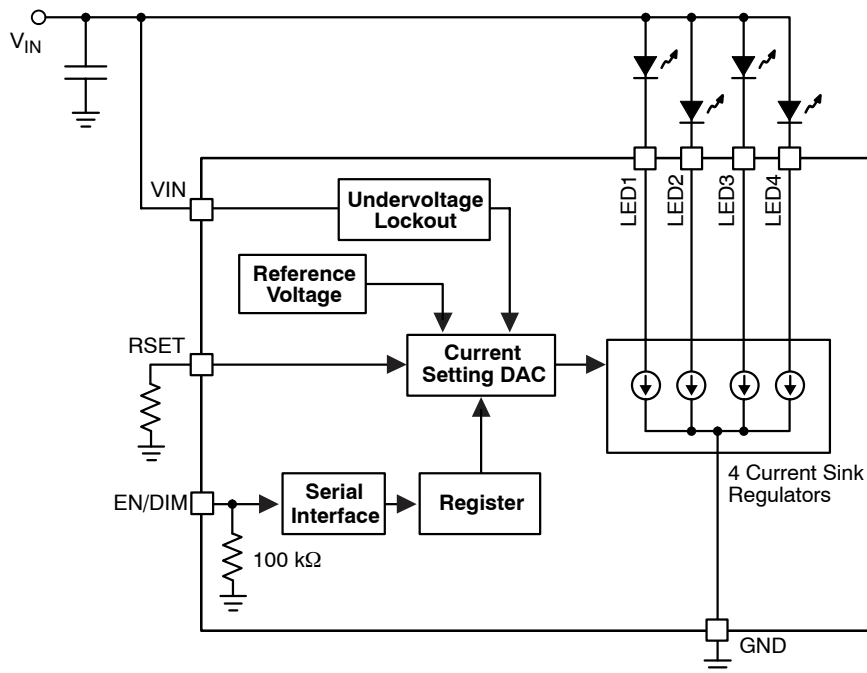 VIN
VIN
Undervoltage
Lockout
LED1
LED2
LED3
LED4
Reference
Voltage
RSET
Current
Setting DAC
4 Current Sink
Regulators
EN/DIM
Serial
Interface
Register
100 kΩ
GND